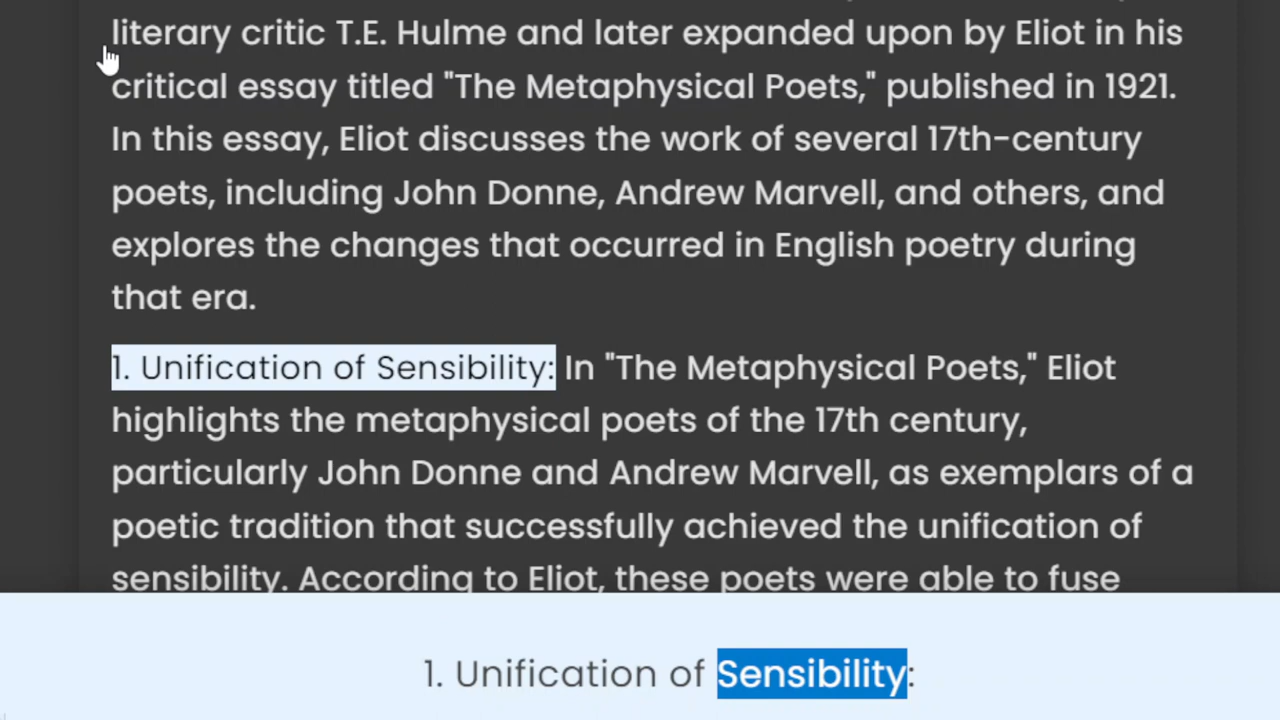 literary critic T.E. Hulme and later expanded upon by Eliot in his
critical essay titled "The Metaphysical Poets," published in 1921.
In this essay, Eliot discusses the work of several 17th-century
poets, including John Donne, Andrew Marvell, and others, and
explores the changes that occurred in English poetry during
that era.
1. Unification of Sensibility: In "The Metaphysical Poets," Eliot
highlights the metaphysical poets of the 17th century,
particularly John Donne and Andrew Marvell, as exemplars of a
poetic tradition that successfully achieved the unification of
sensibility. According to Eliot, these poets were able to fuse
1. Unification of Sensibility: